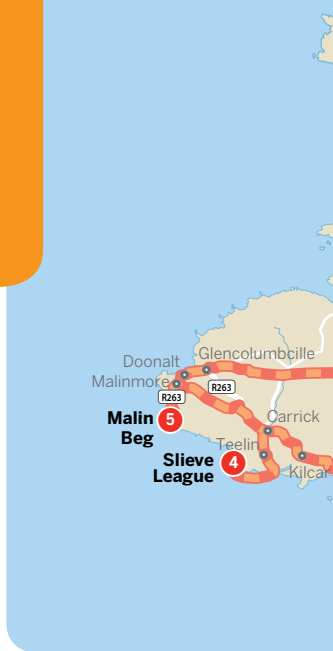 Glencolumbcille
Doonalt
Malinmore
R263
R263
Malin
Beg
5
Carrick
Teelin
Slieve
League
4
Kilcar